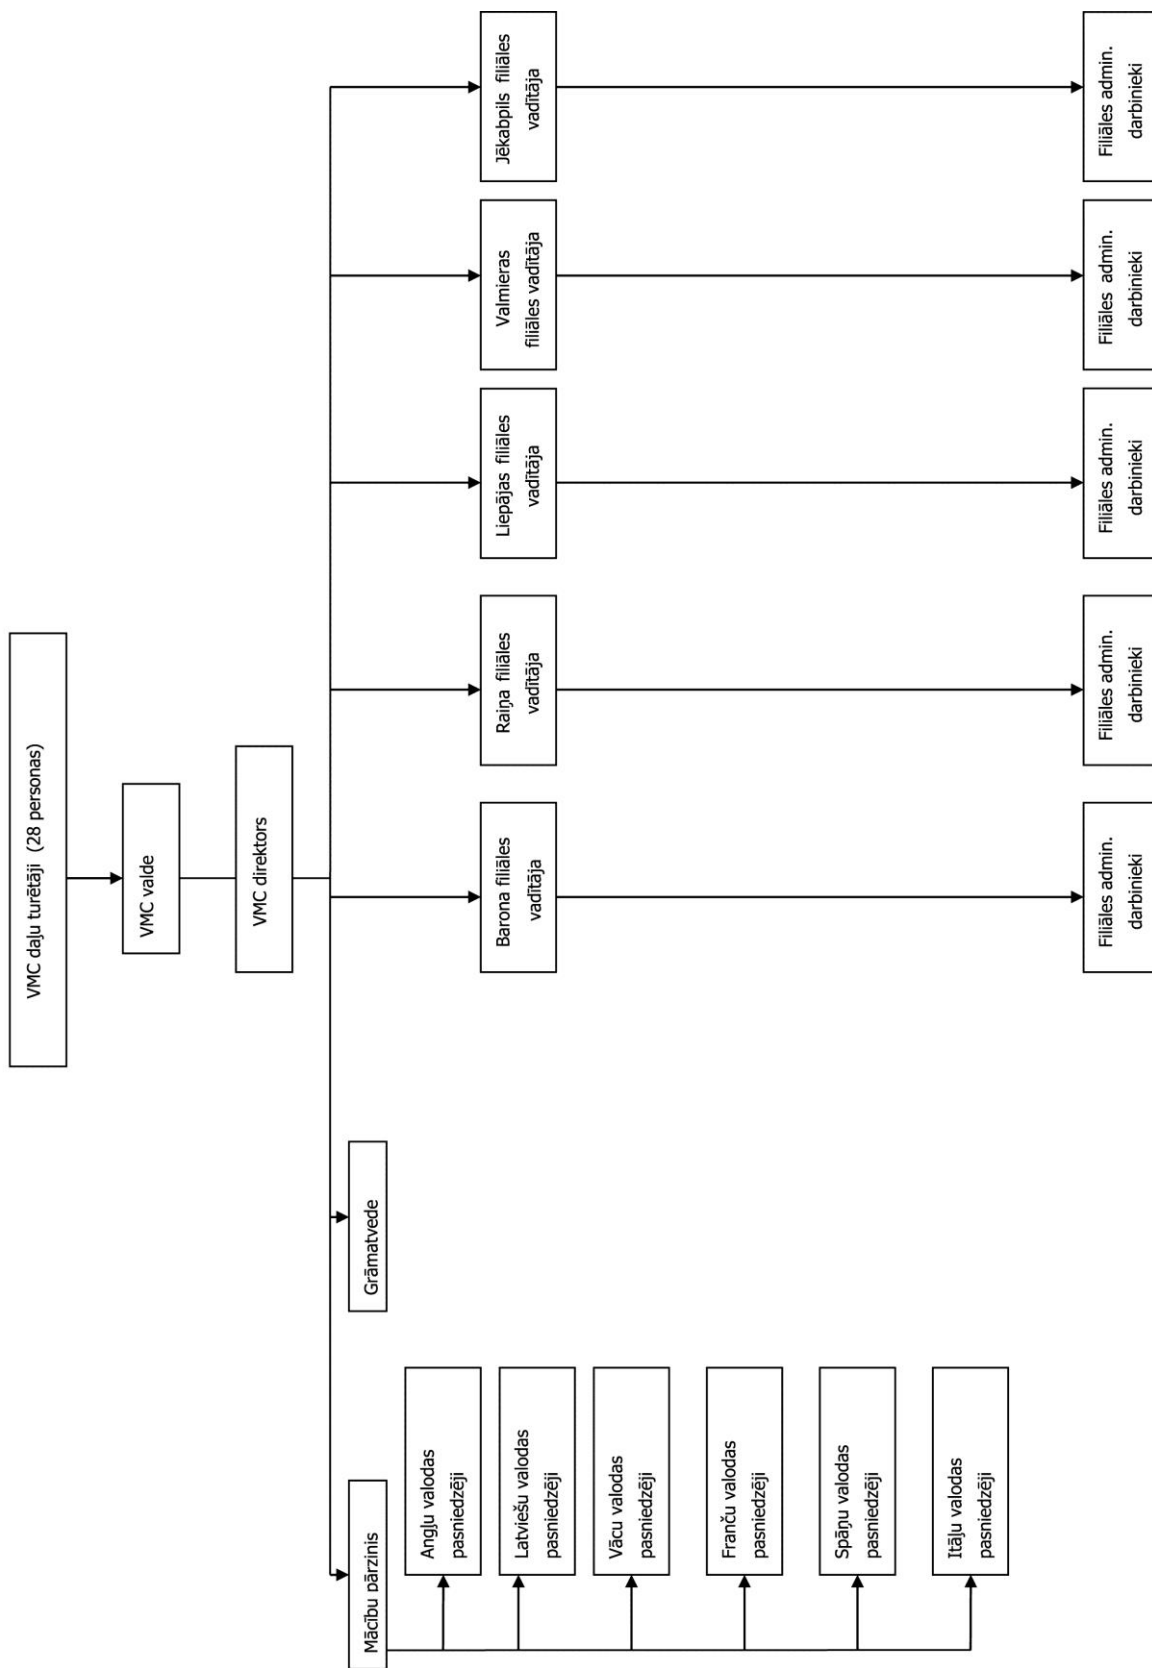 VMC daļu turētāji (28 personas)
VMC valde
VMC direktors
Mācību pārzinis
Grāmatvede
Barona filiāles
vadītāja
Raiņa filiāles
vadītāja
Liepājas filiāles
vadītāja
Valmieras
filiāles vadītāja
Jēkabpils filiāles
vadītāja
Angļu valodas
pasniedzēji
Latviešu valodas
pasniedzēji
Vācu valodas
pasniedzēji
Franču valodas
pasniedzēji
Spāņu valodas
pasniedzēji
Itāļu valodas
pasniedzēji
Filiāles admin.
darbinieki
Filiāles admin.
darbinieki
Filiāles admin.
darbinieki
Filiāles admin.
darbinieki
Filiāles admin.
darbinieki